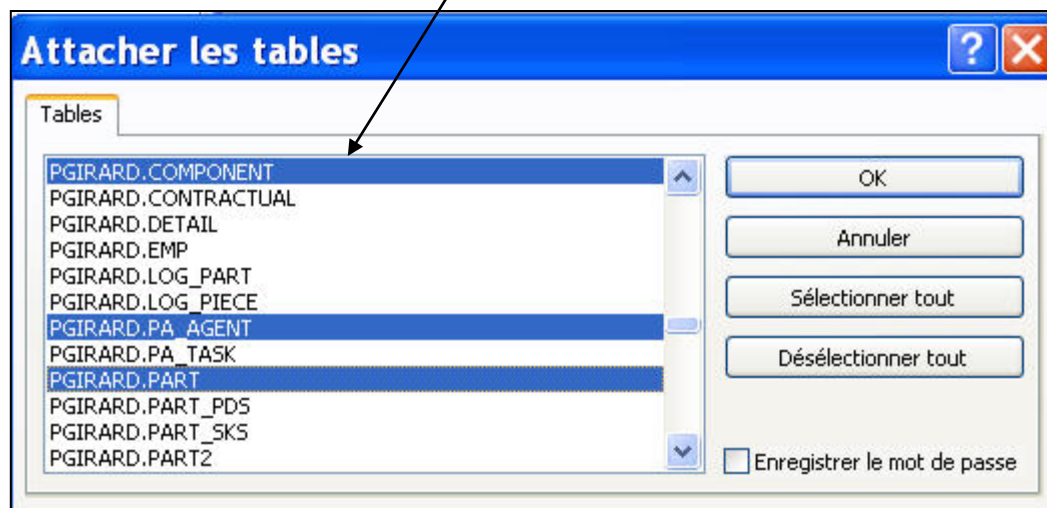 Attacher les tables
Tables
PGIRARD.COMPONENT
PGIRARD.CONTRACTUAL
PGIRARD.DETAIL
PGIRARD.EMP
PGIRARD.LOG_PART
PGIRARD.LOG_PIECE
PGIRARD.PA_AGENT
PGIRARD.PA_TASK
PGIRARD.PART
PGIRARD.PART_PDS
PGIRARD.PART_SKS
PGIRARD.PART2
OK
Annuler
Sélectionner tout
Désélectionner tout
Enregistrer le mot de passe